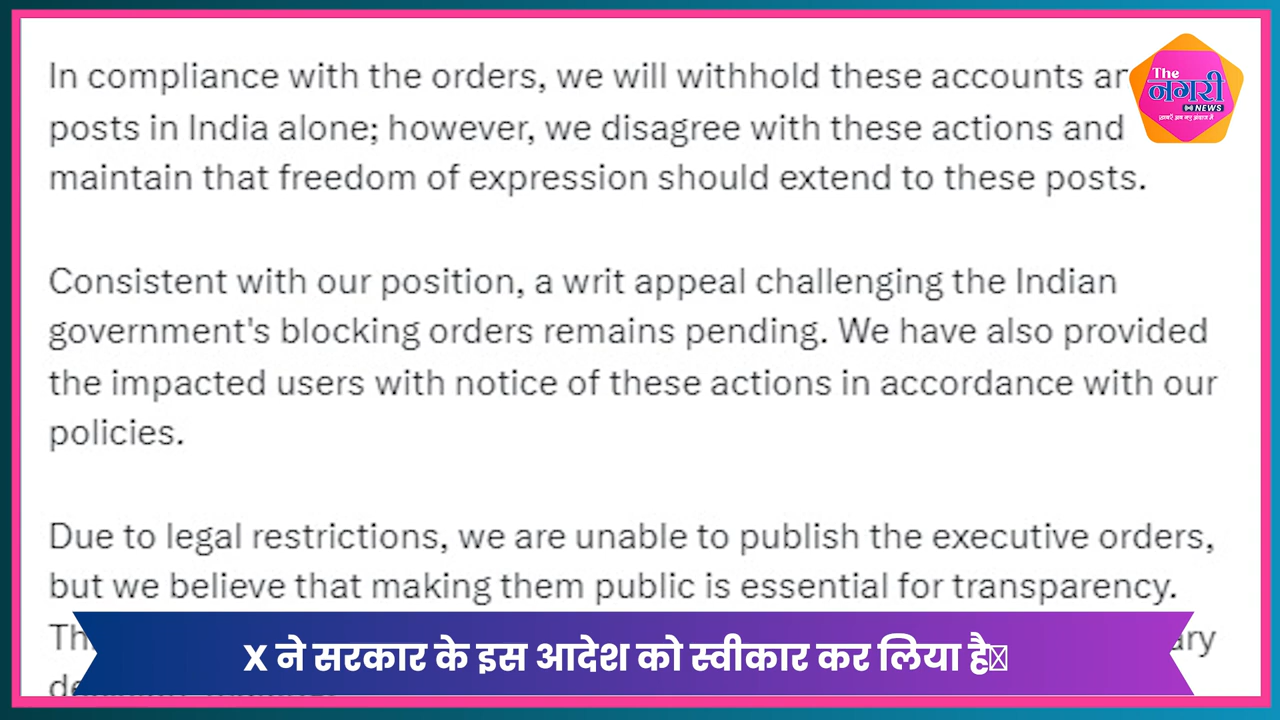 In compliance with the orders, we will withhold these accounts
posts in India alone; however, we disagree with these actions and
maintain that freedom of expression should extend to these posts.
Consistent with our position, a writ appeal challenging the Indian
government's blocking orders remains pending. We have also provided
the impacted users with notice of these actions in accordance with our
policies.
Due to legal restrictions, we are unable to publish the executive orders,
but we believe that making them public is essential for transparency.
X ने सरकार के इस आदेश को स्वीकार कर लिया है
The
नगरी
NEWS